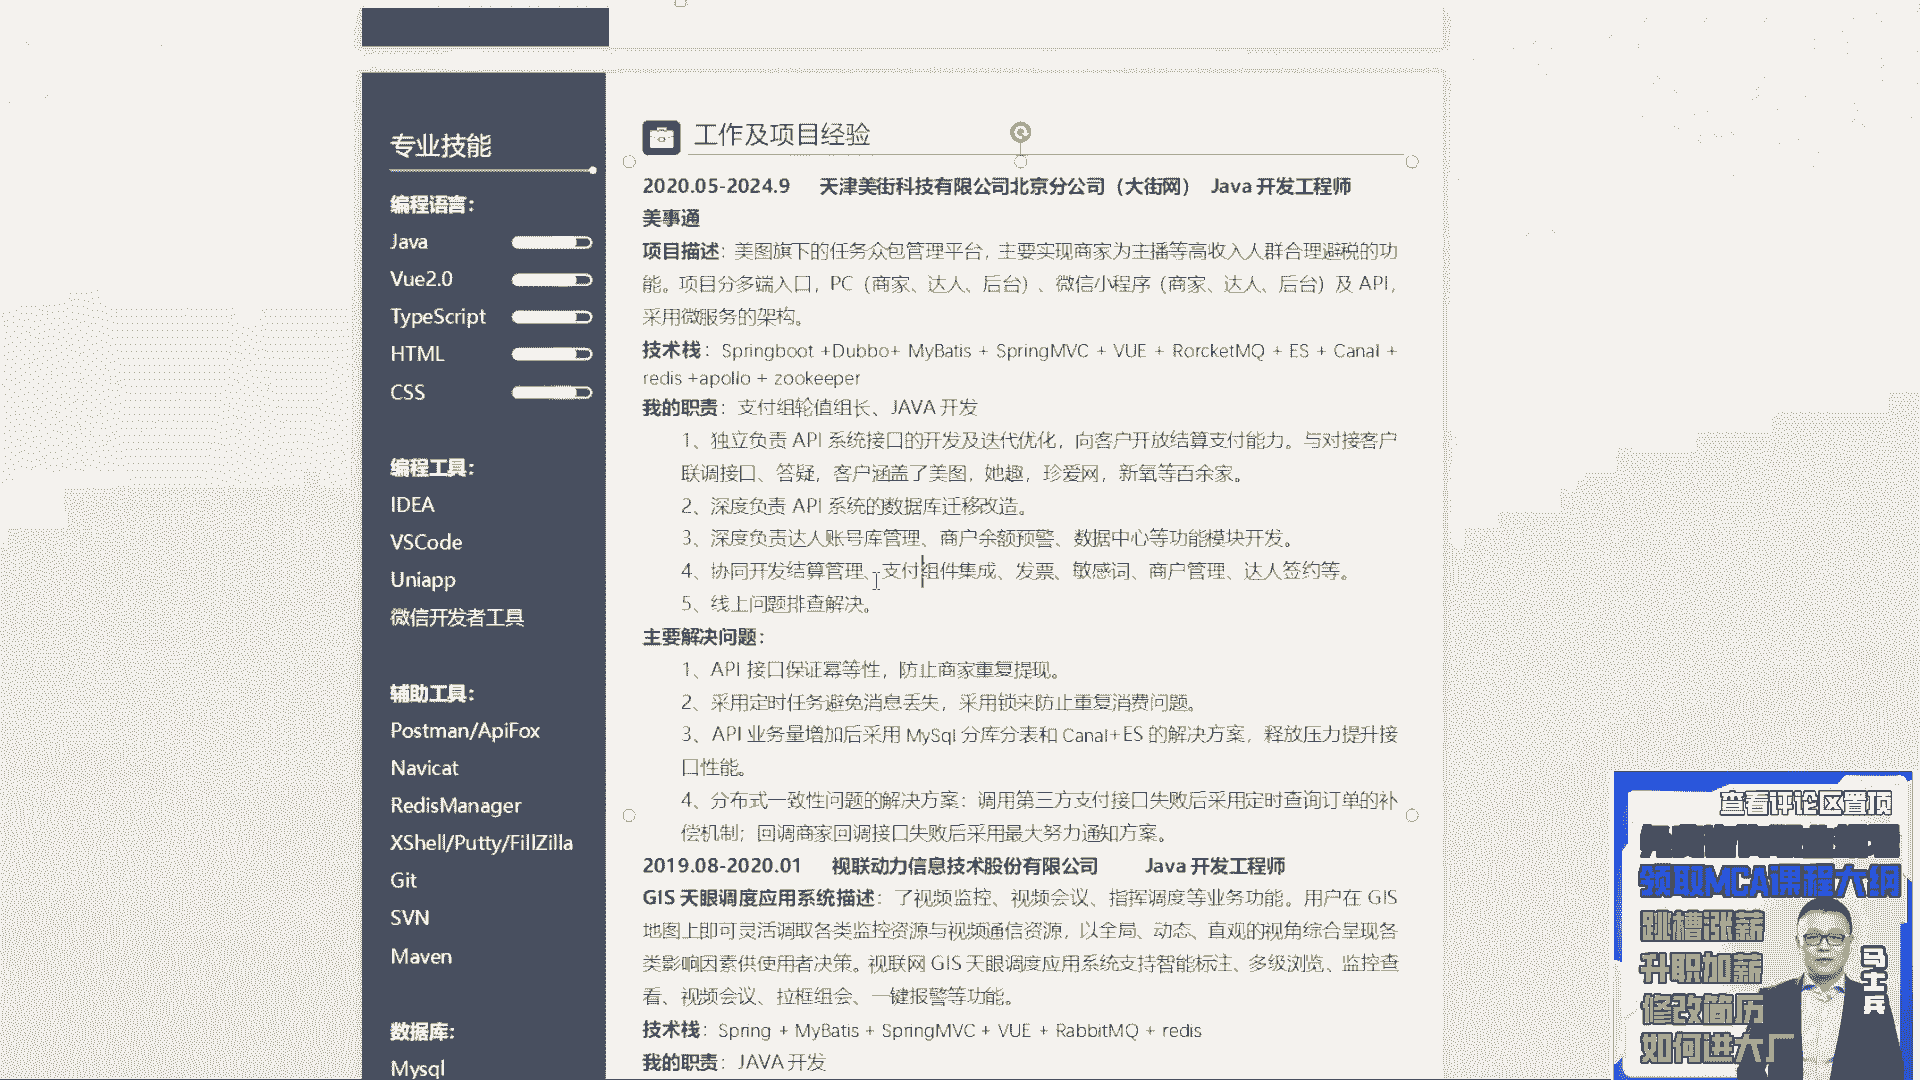 专业技能
编程语言：
Java
Vue2.0
TypeScript
HTML
CSS
编程工具：
IDEA
VSCode
Uniapp
微信开发者工具
辅助工具：
Postman/ApiFox
Navicat
RedisManager
XShell/Putty/FillZilla
Git
SVN
Maven
数据库：
Mysql
工作及项目经验
2020.05-2024.9 天津美街科技有限公司北京分公司（大街网） Java 开发工程师
美事通
项目描述：美图旗下的任务众包管理平台，主要实现商家为主播等高收入人群合理避税的功
能。项目分多端入口，PC（商家、达人、后台）、微信小程序（商家、达人、后台）及 API，
采用微服务的架构。
技术栈：Springboot +Dubbo+ MyBatis + SpringMVC + VUE + RorcketMQ + ES + Canal +
redis +apollo + zookeeper
我的职责：支付组轮值组长、JAVA 开发
1、独立负责 API 系统接口的开发及迭代优化，向客户开放结算支付能力。与对接客户
联调接口、答疑，客户涵盖了美图，她趣，珍爱网，新氧等百余家。
2、深度负责 API 系统的数据库迁移改造。
3、深度负责达人账号库管理、商户余额预警、数据中心等功能模块开发。
4、协同开发结算管理、支付组件集成、发票、敏感词、商户管理、达人签约等。
5、线上问题排查解决。
主要解决问题：
1、API 接口保证幂等性，防止商家重复提现。
2、采用定时任务避免消息丢失，采用锁来防止重复消费问题。
3、API 业务量增加后采用 MySql 分库分表和 Canal+ES 的解决方案，释放压力提升接
口性能。
4、分布式一致性问题的解决方案：调用第三方支付接口失败后采用定时查询订单的补
偿机制；回调商家回调接口失败后采用最大努力通知方案。
2019.08-2020.01 视联动力信息技术股份有限公司 Java 开发工程师
GIS 天眼调度应用系统描述：了视频监控、视频会议、指挥调度等业务功能。用户在 GIS
地图上即可灵活调取各类监控资源与视频通信资源，以全局、动态、直观的视角综合呈现各
类影响因素供使用者决策。视联网 GIS 天眼调度应用系统支持智能标注、多级浏览、监控查
看、视频会议、拉框组会、一键报警等功能。
技术栈：Spring + MyBatis + SpringMVC + VUE + RabbitMQ + redis
我的职责：JAVA 开发
查看评论区置顶
领取MCA课程大纲
跳槽涨薪
升职加薪
修改简历
如何进大厂
马士兵